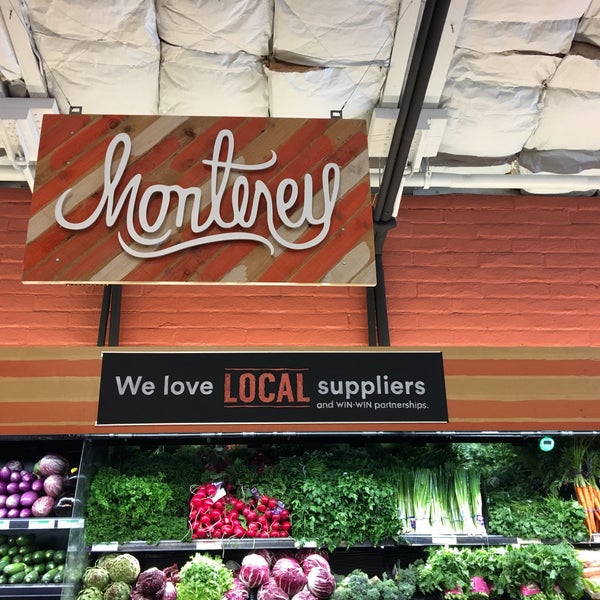 Monterey
We love LOCAL suppliers
and WIN-WIN partnerships.